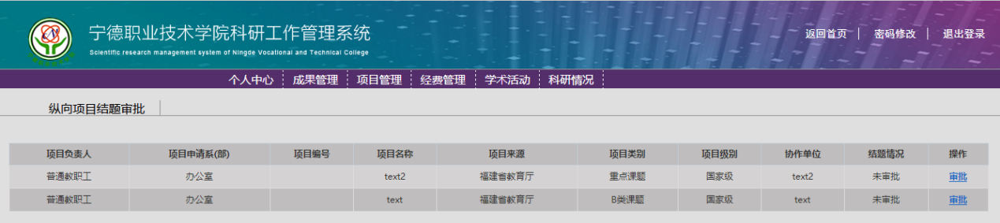 宁德职业技术学院科研工作管理系统
Scientific research management system of Ningde Vocational and Technical College
返回首页 密码修改 退出登录
个人中心 成果管理 项目管理 经费管理 学术活动 科研情况
纵向项目结题审批
项目负责人 项目申请系(部) 项目编号 项目名称 项目来源 项目类别 项目级别 协作单位 结题情况 操作
普通教职工 办公室 text2 福建省教育厅 重点课题 国家级 text2 未审批 审批
普通教职工 办公室 text 福建省教育厅 B类课题 国家级 text 未审批 审批